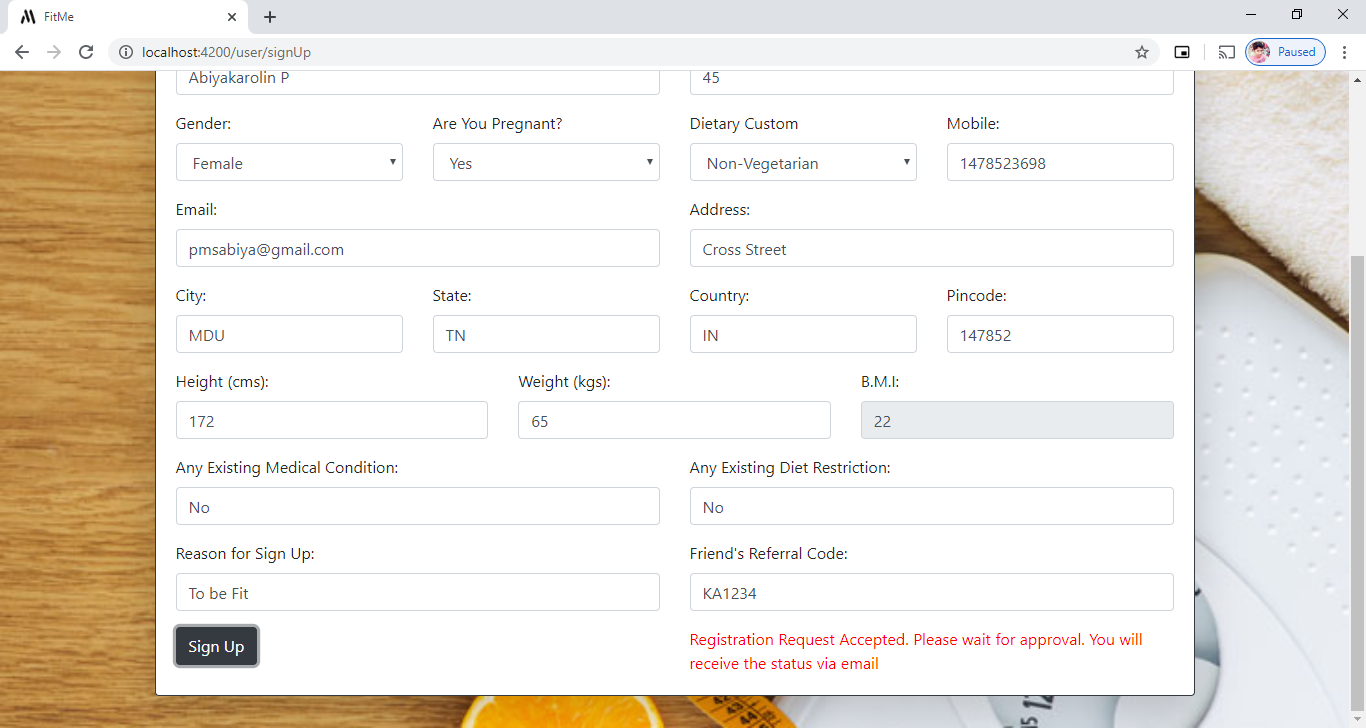 FitMe
localhost:4200/user/signUp
Paused
Abiyakarolin P
45
Gender:
Are You Pregnant?
Dietary Custom
Mobile:
Female
Yes
Non-Vegetarian
1478523698
Email:
Address:
pmsabiya@gmail.com
Cross Street
City:
State:
Country:
Pincode:
MDU
TN
IN
147852
Height (cms):
Weight (kgs):
B.M.I:
172
65
22
Any Existing Medical Condition:
Any Existing Diet Restriction:
No
No
Reason for Sign Up:
Friend's Referral Code:
To be Fit
KA1234
Sign Up
Registration Request Accepted. Please wait for approval. You will
receive the status via email